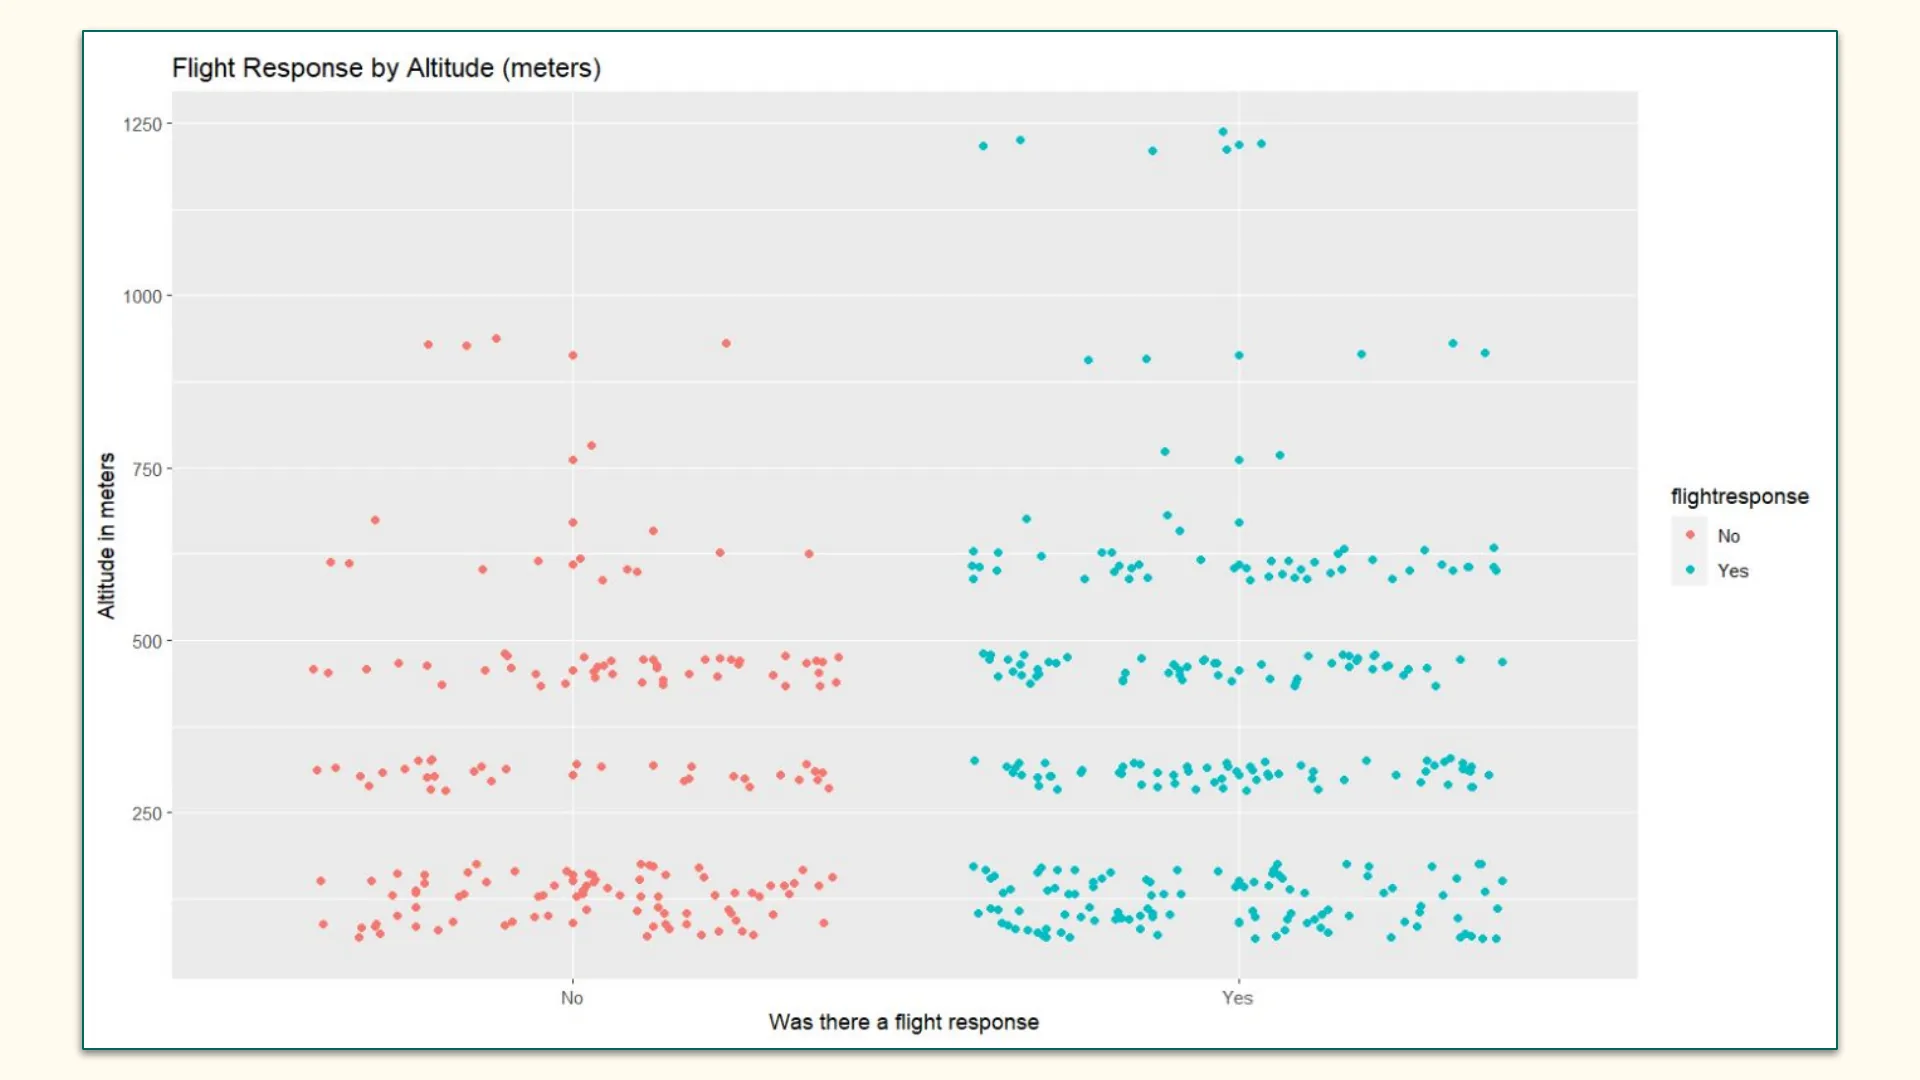 Flight Response by Altitude (meters)
1250
1000
750
500
250
Altitude in meters
No
Yes
Was there a flight response
flightresponse
No
Yes